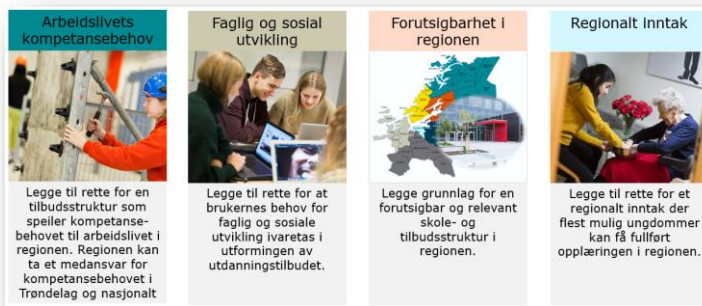 Arbeidslivets
kompetansebehov
Legge til rette for en
tilbudsstruktur som
speiler kompetanse-
behovet til arbeidslivet i
regionen. Regionen kan
ta et medansvar for
kompetansebehovet i
Trøndelag og nasjonalt
Faglig og sosial
utvikling
Legge til rette for at
brukernes behov for
faglig og sosiale
utvikling ivaretas i
utformingen av
utdanningstilbudet.
Forutsigbarhet i
regionen
Legge grunnlag for en
forutsigbar og relevant
skole- og
tilbudsstruktur i
regionen.
Regionalt inntak
Legge til rette for et
regionalt inntak der
flest mulig ungdommer
kan få fullført
opplæringen i regionen.